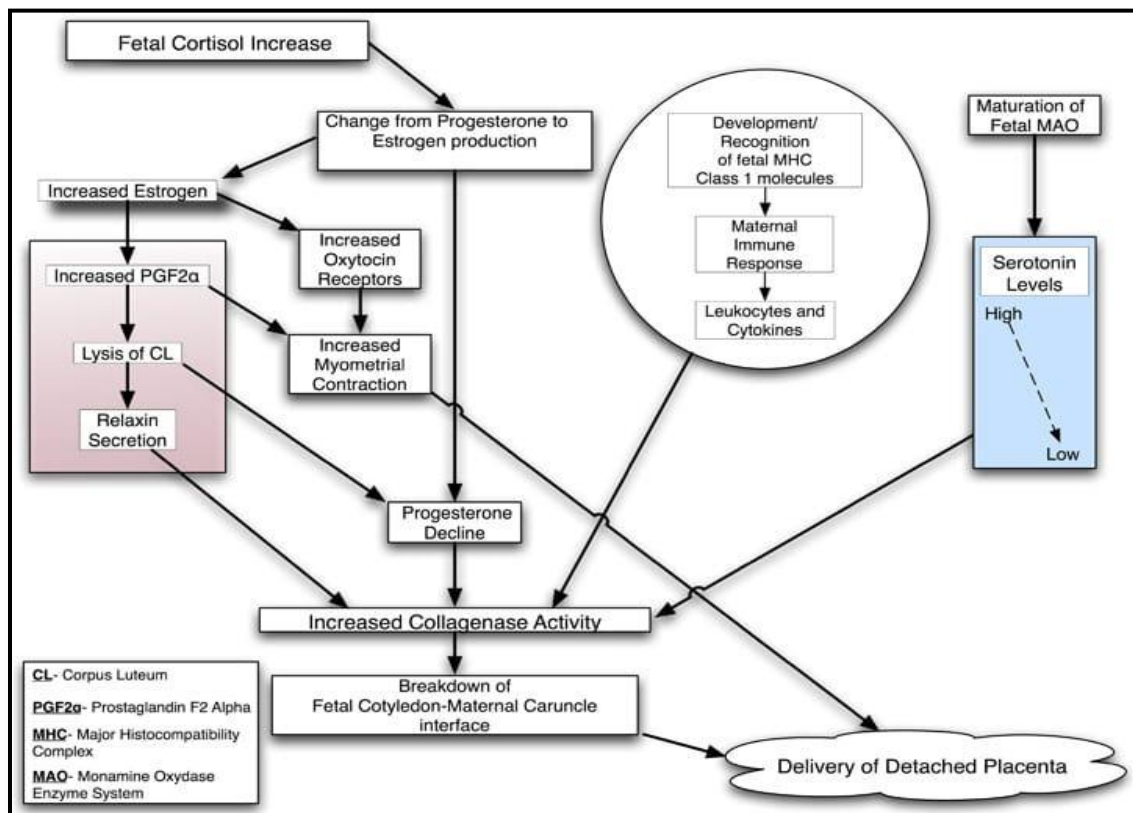 Fetal Cortisol Increase
Change from Progesterone to
Estrogen production
Increased Estrogen
Increased PGF2α
Lysis of CL
Relaxin
Secretion
Increased
Oxytocin
Receptors
Increased
Myometrial
Contraction
Progesterone
Decline
Development/
Recognition
of fetal MHC
Class 1 molecules
Maternal
Immune
Response
Leukocytes and
Cytokines
Maturation of
Fetal MAO
Serotonin
Levels
High
Low
Increased Collagenase Activity
Breakdown of
Fetal Cotyledon-Maternal Caruncle
interface
Delivery of Detached Placenta
CL- Corpus Luteum
PGF2α- Prostaglandin F2 Alpha
MHC- Major Histocompatibility
Complex
MAO- Monamine Oxydase
Enzyme System